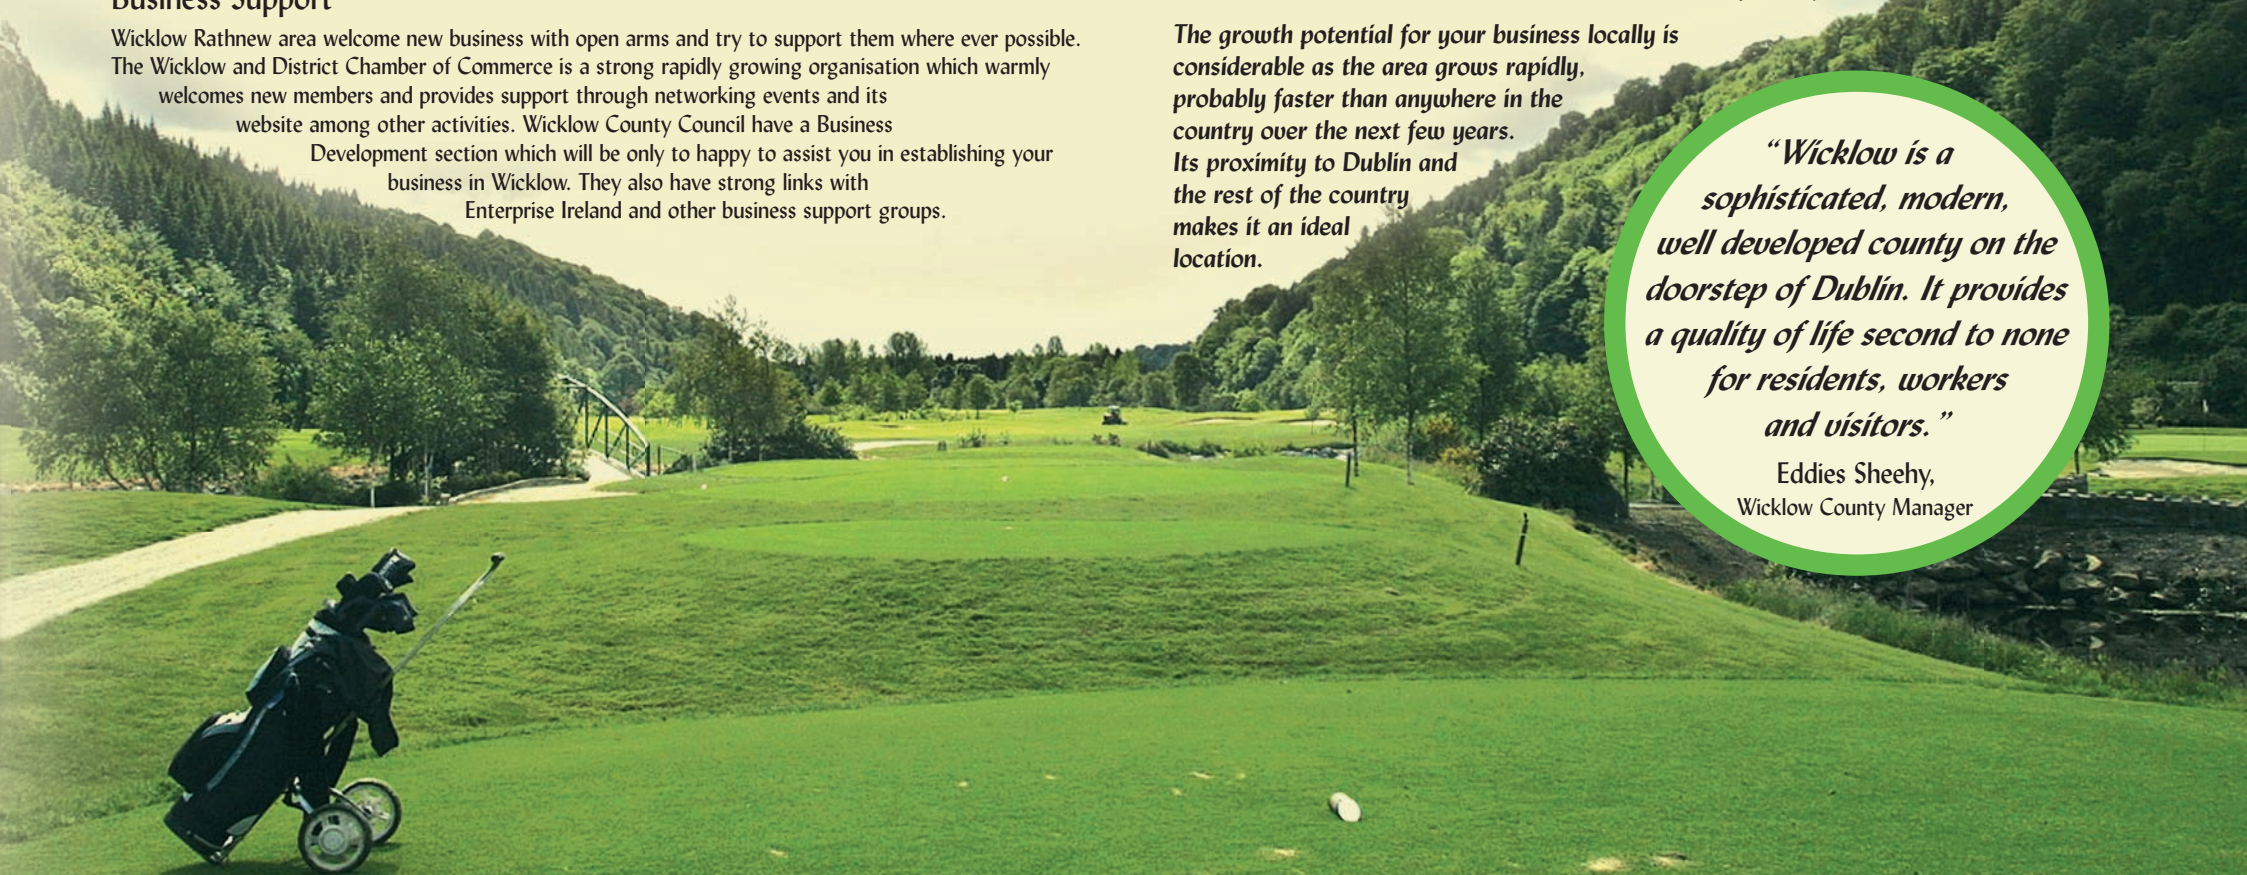 Business Support
Wicklow Rathnew area welcome new business with open arms and try to support them where ever possible.
The Wicklow and District Chamber of Commerce is a strong rapidly growing organisation which warmly
welcomes new members and provides support through networking events and its
website among other activities. Wicklow County Council have a Business
Development section which will be only to happy to assist you in establishing your
business in Wicklow. They also have strong links with
Enterprise Ireland and other business support groups.
The growth potential for your business locally is
considerable as the area grows rapidly,
probably faster than anywhere in the
country over the next few years.
Its proximity to Dublin and
the rest of the country
makes it an ideal
location.
“Wicklow is a
sophisticated, modern,
well developed county on the
doorstep of Dublin. It provides
a quality of life second to none
for residents, workers
and visitors.”
Eddies Sheehy,
Wicklow County Manager